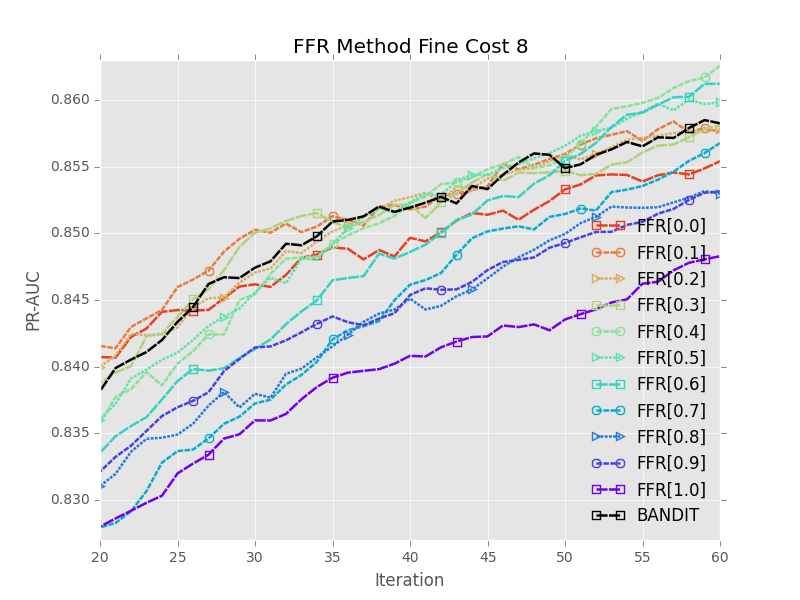 FFR Method Fine Cost 8
0.860
0.855
0.850
0.845
0.840
0.835
0.830
PR-AUC
20
25
30
35
40
45
50
55
60
Iteration
FFR[0.0]
FFR[0.1]
FFR[0.2]
FFR[0.3]
FFR[0.4]
FFR[0.5]
FFR[0.6]
FFR[0.7]
FFR[0.8]
FFR[0.9]
FFR[1.0]
BANDIT